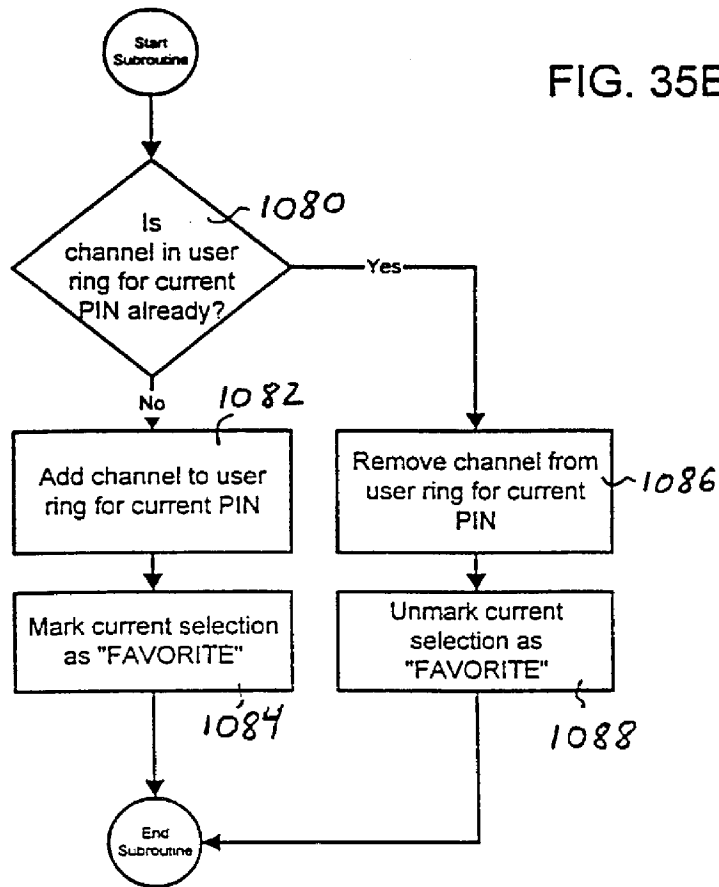 Start
Subroutine
FIG. 35B
1080
Is
channel in user
ring for current
PIN already?
Yes
No
1082
Add channel to user
ring for current PIN
Remove channel from
user ring for current
PIN
1086
Mark current selection
as "FAVORITE"
Unmark current
selection as
"FAVORITE"
1084
1088
End
Subroutine